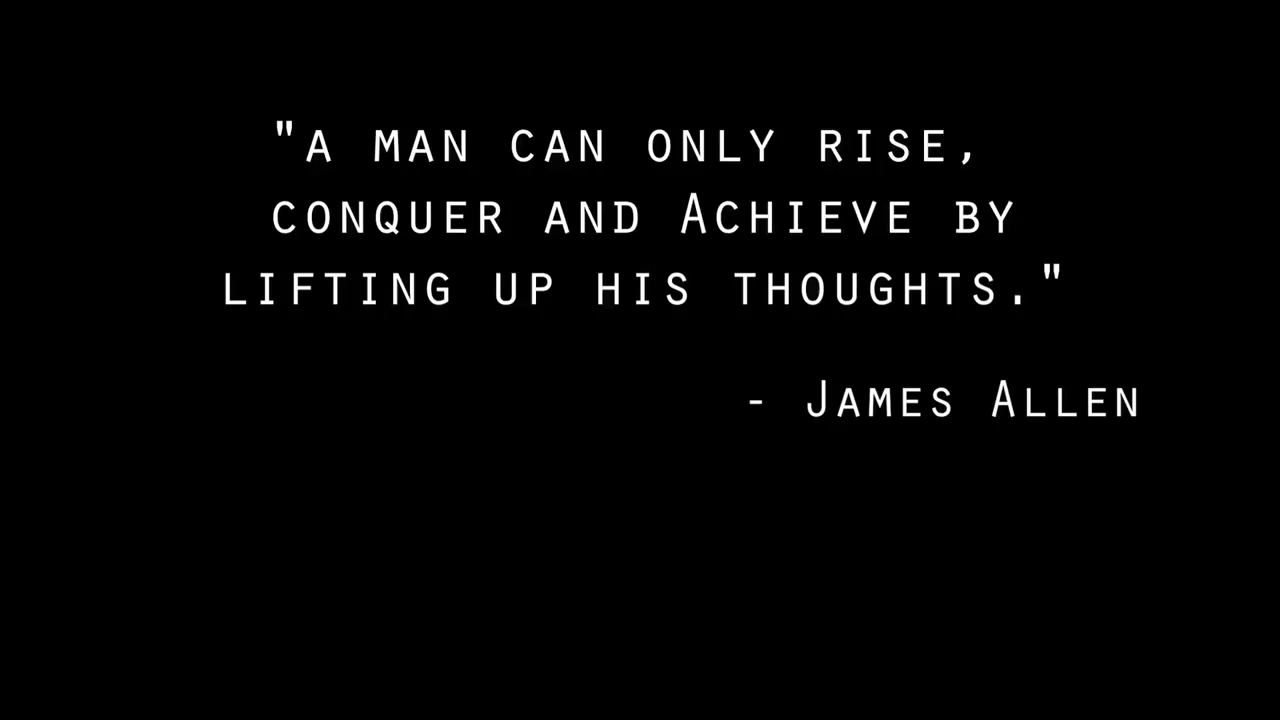 "a man can only rise,
conquer and Achieve by
lifting up his thoughts."
- James Allen